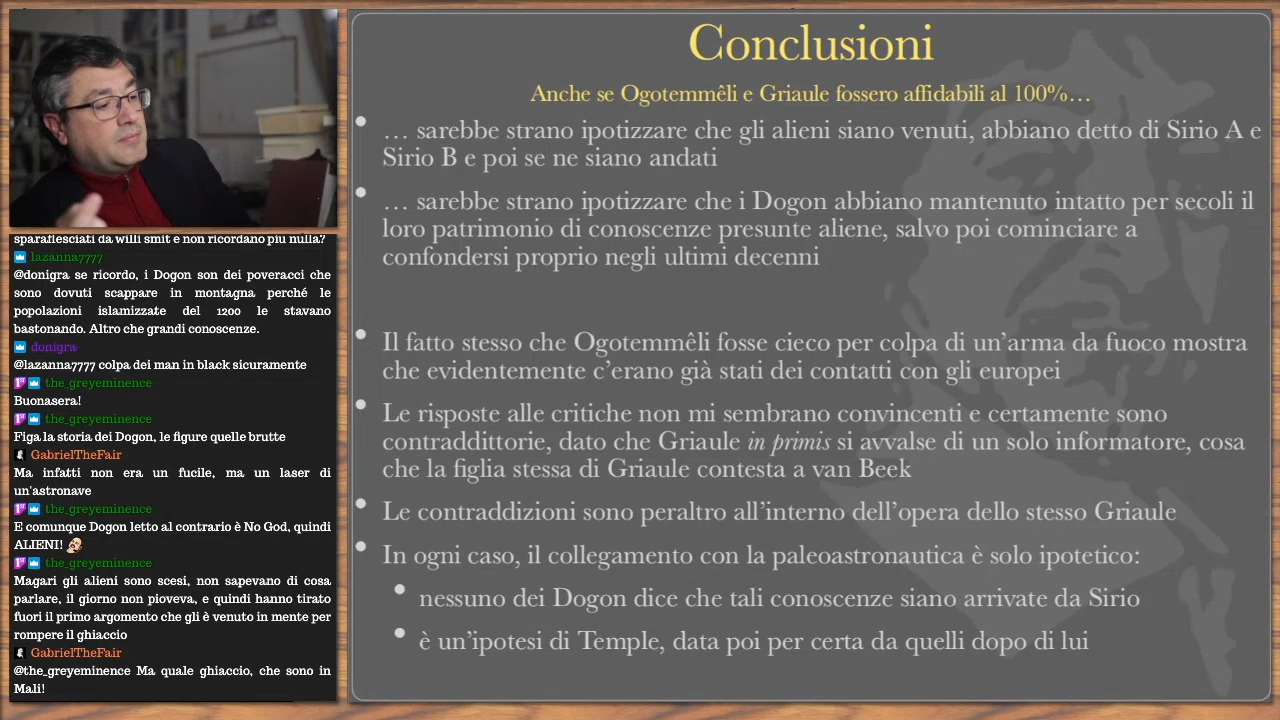 Conclusioni
Anche se Ogotemmêli e Griaule fossero affidabili al 100%…
• … sarebbe strano ipotizzare che gli alieni siano venuti, abbiano detto di Sirio A e
Sirio B e poi se ne siano andati
• … sarebbe strano ipotizzare che i Dogon abbiano mantenuto intatto per secoli il
loro patrimonio di conoscenze presunte aliene, salvo poi cominciare a
confondersi proprio negli ultimi decenni
• Il fatto stesso che Ogotemmêli fosse cieco per colpa di un’arma da fuoco mostra
che evidentemente c’erano già stati dei contatti con gli europei
• Le risposte alle critiche non mi sembrano convincenti e certamente sono
contraddittorie, dato che Griaule in primis si avvalse di un solo informatore, cosa
che la figlia stessa di Griaule contesta a van Beek
• Le contraddizioni sono peraltro all’interno dell’opera dello stesso Griaule
• In ogni caso, il collegamento con la paleoastronautica è solo ipotetico:
• nessuno dei Dogon dice che tali conoscenze siano arrivate da Sirio
• è un’ipotesi di Temple, data poi per certa da quelli dopo di lui
sparaflesciati da willi smit e non ricordano più nulla?
lazanna7777
@donigra se ricordo, i Dogon son dei poveracci che
sono dovuti scappare in montagna perché le
popolazioni islamizzate del 1200 le stavano
bastonando. Altro che grandi conoscenze.
donigra
@lazanna7777 colpa dei man in black sicuramente
the_greyeminence
Buonasera!
the_greyeminence
Figa la storia dei Dogon, le figure quelle brutte
GabrielTheFair
Ma infatti non era un fucile, ma un laser di
un'astronave
the_greyeminence
E comunque Dogon letto al contrario è No God, quindi
ALIENI!
the_greyeminence
Magari gli alieni sono scesi, non sapevano di cosa
parlare, il giorno non pioveva, e quindi hanno tirato
fuori il primo argomento che gli è venuto in mente per
rompere il ghiaccio
GabrielTheFair
@the_greyeminence Ma quale ghiaccio, che sono in
Mali!